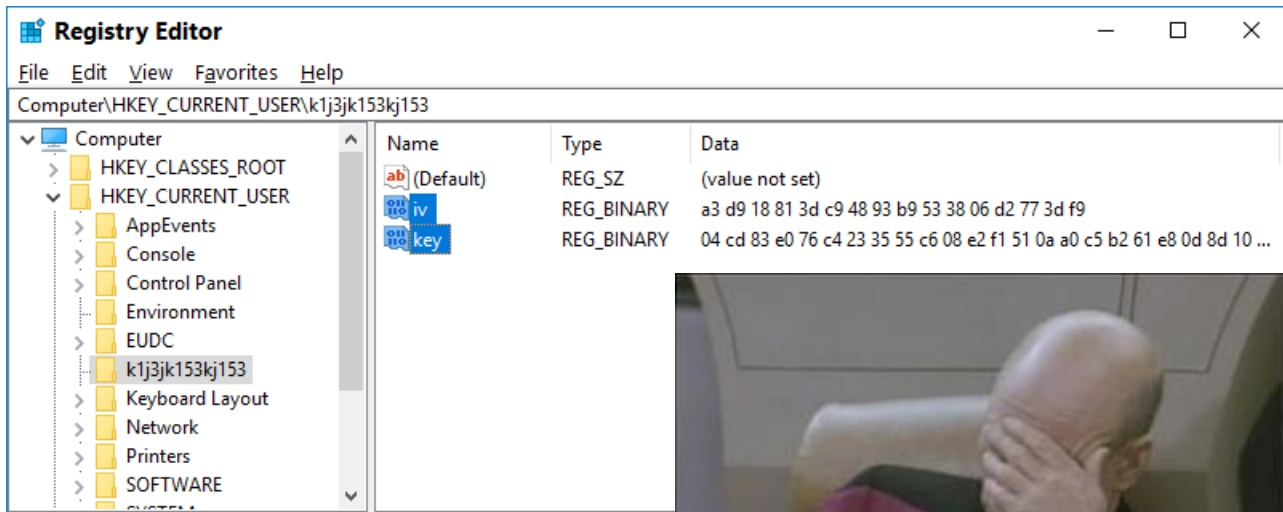 Registry Editor
File Edit View Favorites Help
Computer\HKEY_CURRENT_USER\k1j3jk153kj153
Computer
HKEY_CLASSES_ROOT
HKEY_CURRENT_USER
AppEvents
Console
Control Panel
Environment
EUDC
k1j3jk153kj153
Keyboard Layout
Network
Printers
SOFTWARE
Name Type Data
ab (Default) REG_SZ (value not set)
iv REG_BINARY a3 d9 18 81 3d c9 48 93 b9 53 38 06 d2 77 3d f9
key REG_BINARY 04 cd 83 e0 76 c4 23 35 55 c6 08 e2 f1 51 0a a0 c5 b2 61 e8 0d 8d 10 ...